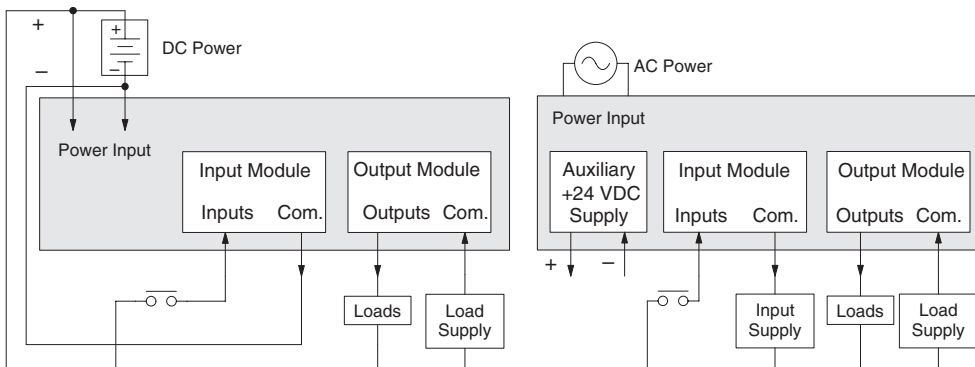 +
+
DC Power
−
−
Power Input
Input Module
Inputs Com.
Output Module
Outputs Com.
Loads
Load
Supply
AC Power
Power Input
Auxiliary
+24 VDC
Supply
+
−
Input Module
Inputs Com.
Output Module
Outputs Com.
Input
Supply
Loads
Load
Supply